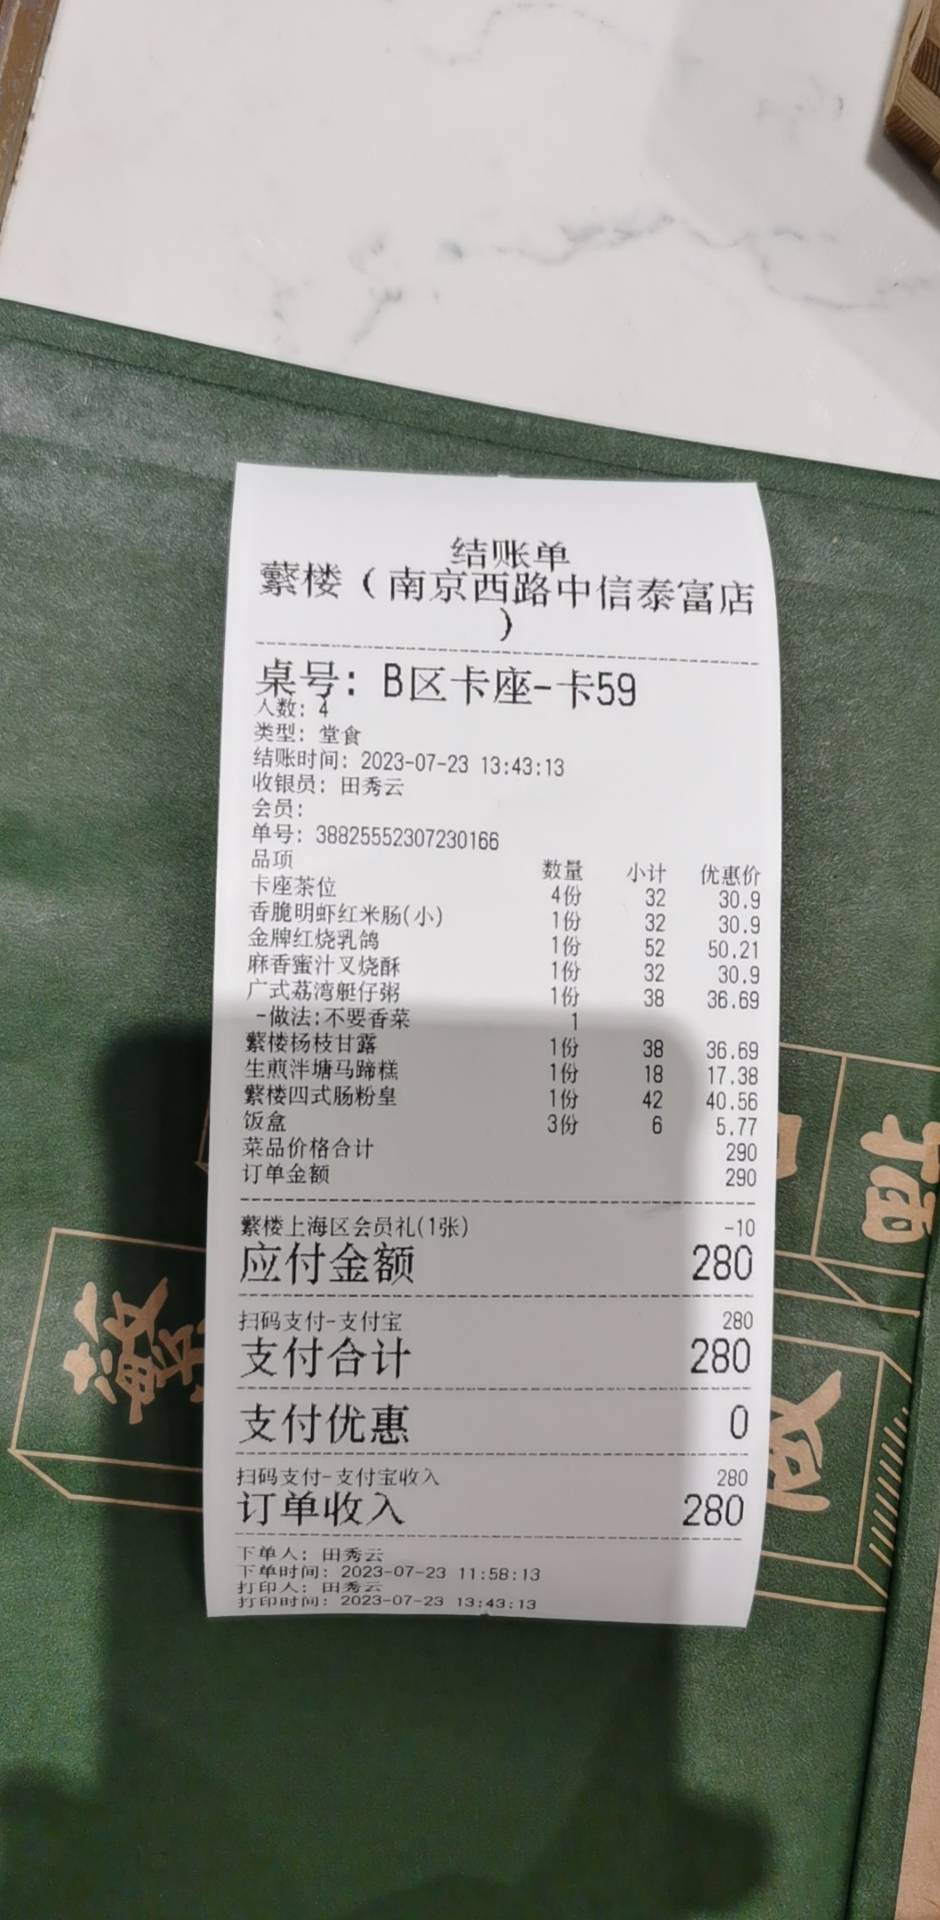 结账单
蘩楼（南京西路中信泰富店
）
桌号: B区卡座-卡59
人数: 4
类型: 堂食
结账时间: 2023-07-23 13:43:13
收银员: 田秀云
会员:
单号: 38825552307230166
品项 数量 小计 优惠价
卡座茶位 4份 32 30.9
香脆明虾红米肠(小) 1份 32 30.9
金牌红烧乳鸽 1份 52 50.21
麻香蜜汁叉烧酥 1份 32 30.9
广式荔湾艇仔粥 1份 38 36.69
-做法:不要香菜 1
蘩楼杨枝甘露 1份 38 36.69
生煎泮塘马蹄糕 1份 18 17.38
蘩楼四式肠粉皇 1份 42 40.56
饭盒 3份 6 5.77
菜品价格合计 290
订单金额 290
蘩楼上海区会员礼(1张) -10
应付金额 280
扫码支付-支付宝 280
支付合计 280
支付优惠 0
扫码支付-支付宝收入 280
订单收入 280
下单人: 田秀云
下单时间: 2023-07-23 11:58:13
打印人: 田秀云
打印时间: 2023-07-23 13:43:13